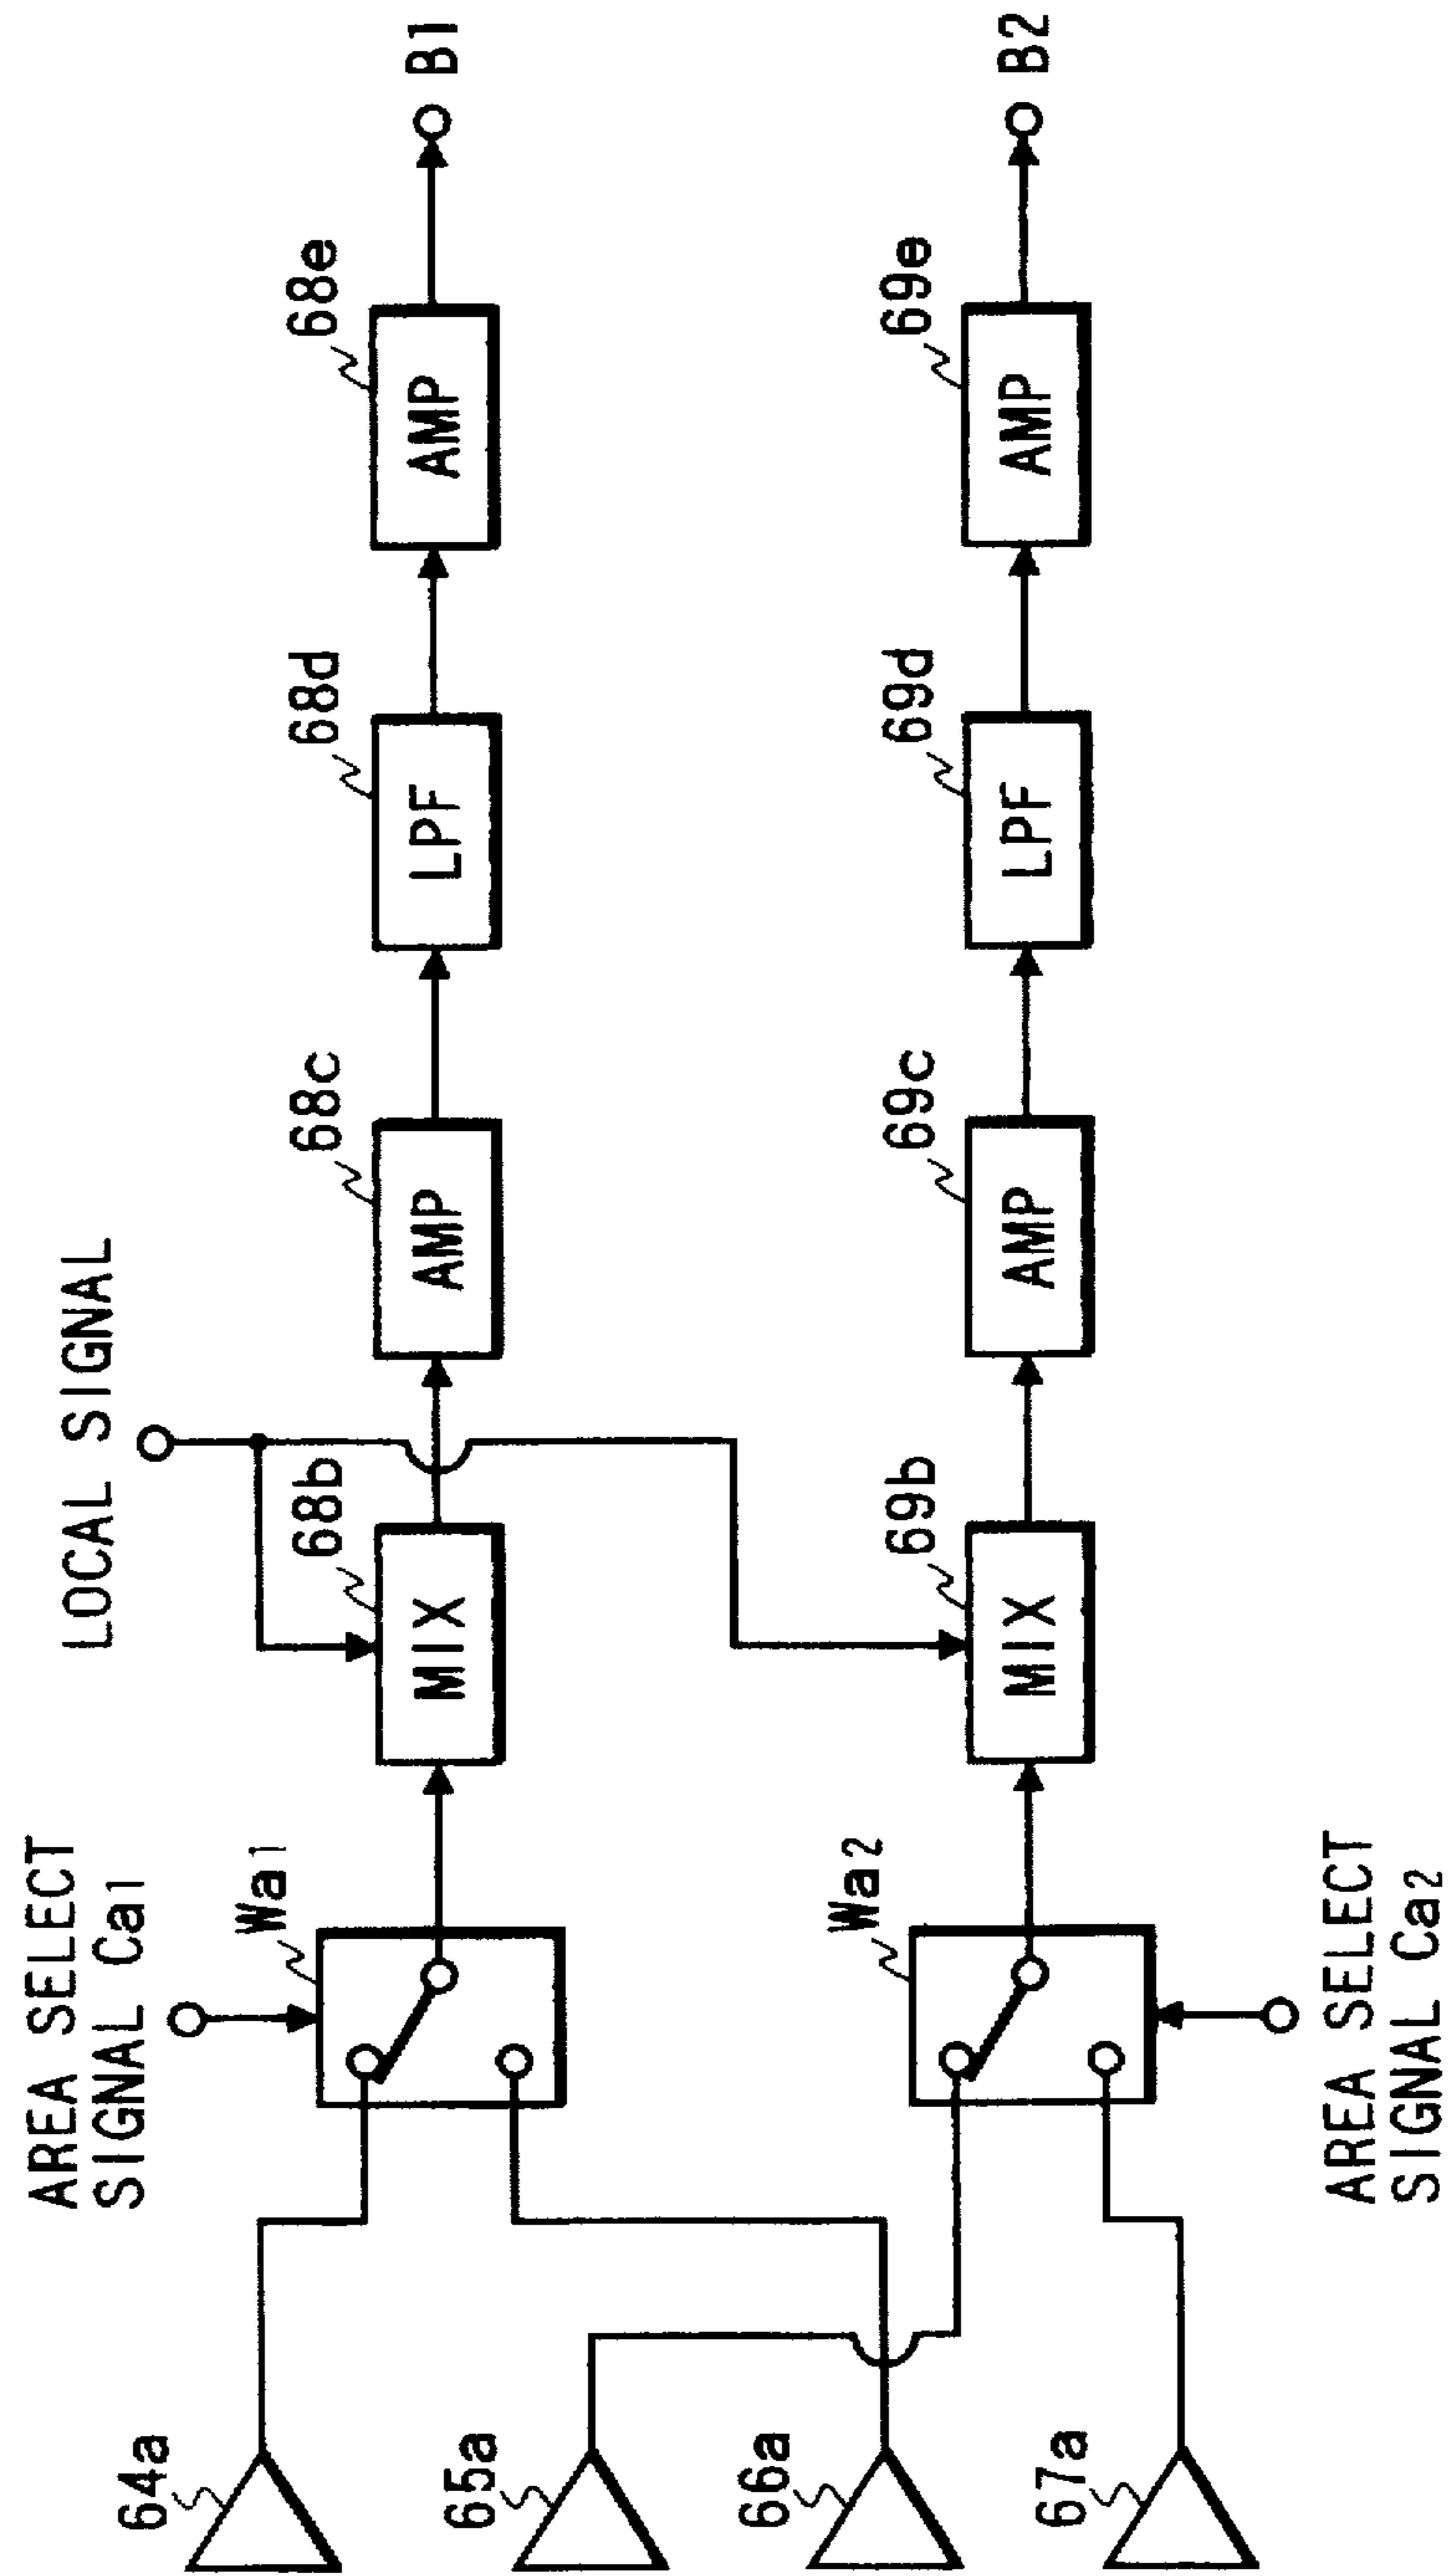 LOCAL SIGNAL
AREA SELECT
SIGNAL Ca1
64a
Wa1
68b
MIX
68c
AMP
68d
LPF
68e
AMP
B1
65a
66a
67a
Wa2
69b
MIX
69c
AMP
69d
LPF
69e
AMP
B2
AREA SELECT
SIGNAL Ca2